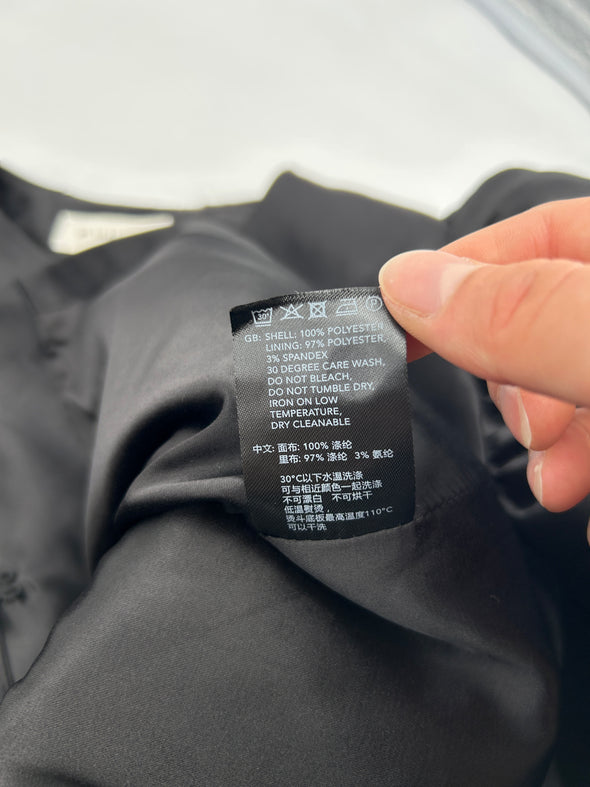 30°
P
GB: SHELL: 100% POLYESTER
LINING: 97% POLYESTER,
3% SPANDEX
30 DEGREE CARE WASH,
DO NOT BLEACH,
DO NOT TUMBLE DRY,
IRON ON LOW
TEMPERATURE,
DRY CLEANABLE
中文: 面布: 100% 涤纶
里布: 97% 涤纶 3% 氨纶
30°C以下水温洗涤
可与相近颜色一起洗涤
不可漂白 不可烘干
低温熨烫,
烫斗底板最高温度110°C
可以干洗